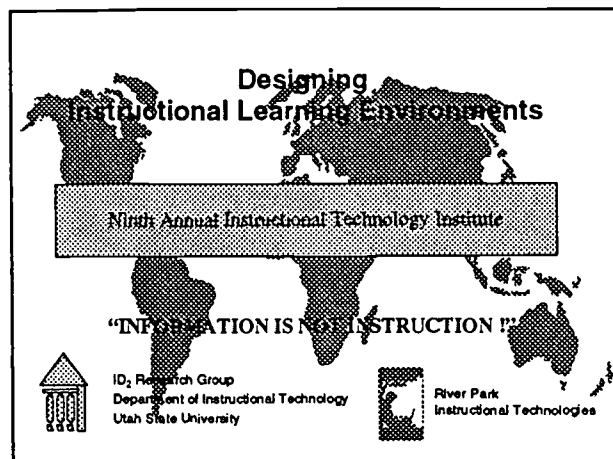 Designing
Instructional Learning Environments
Ninth Annual Instructional Technology Institute
“INFORMATION IS NOT INSTRUCTION !”
ID₂ Research Group
Department of Instructional Technology
Utah State University
River Park
Instructional Technologies